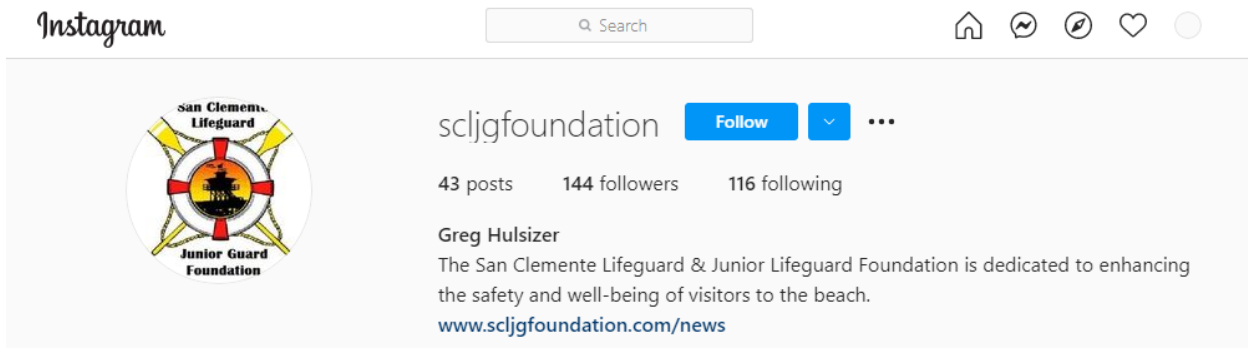 Instagram
Search
scljgfoundation Follow
43 posts 144 followers 116 following
Greg Hulsizer
The San Clemente Lifeguard & Junior Lifeguard Foundation is dedicated to enhancing
the safety and well-being of visitors to the beach.
www.scljgfoundation.com/news
San Clemente
Lifeguard
Junior Guard
Foundation